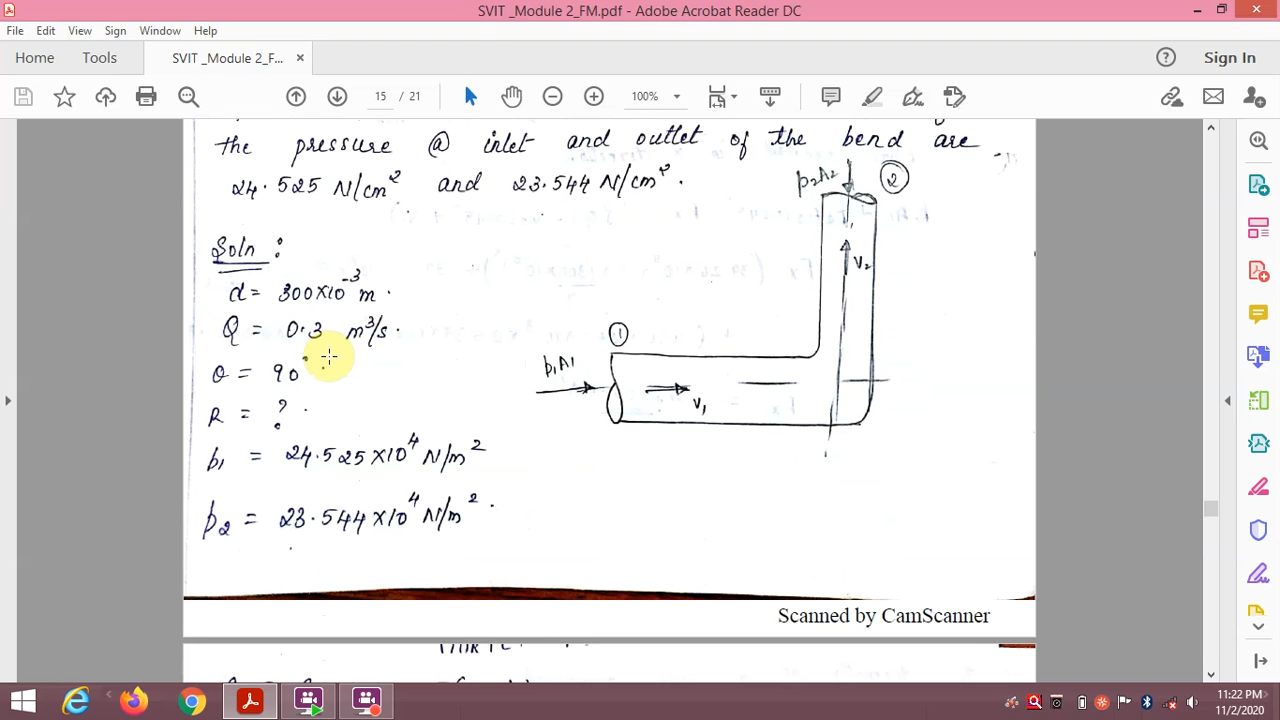 SVIT _Module 2_FM.pdf - Adobe Acrobat Reader DC
File Edit View Sign Window Help
Home Tools SVIT _Module 2_F... × Sign In
15 / 21 100%
the pressure @ inlet and outlet of the bend are
24.525 N/cm² and 23.544 N/cm².
p₂A₂ ②
Soln :
V₂
d = 300×10⁻³ m.
Q = 0.3 m³/s.
①
p₁A₁
θ = 90°
V₁
R = ? .
p₁ = 24.525×10⁴ N/m²
p₂ = 23.544×10⁴ N/m².
Scanned by CamScanner
11:22 PM
11/2/2020